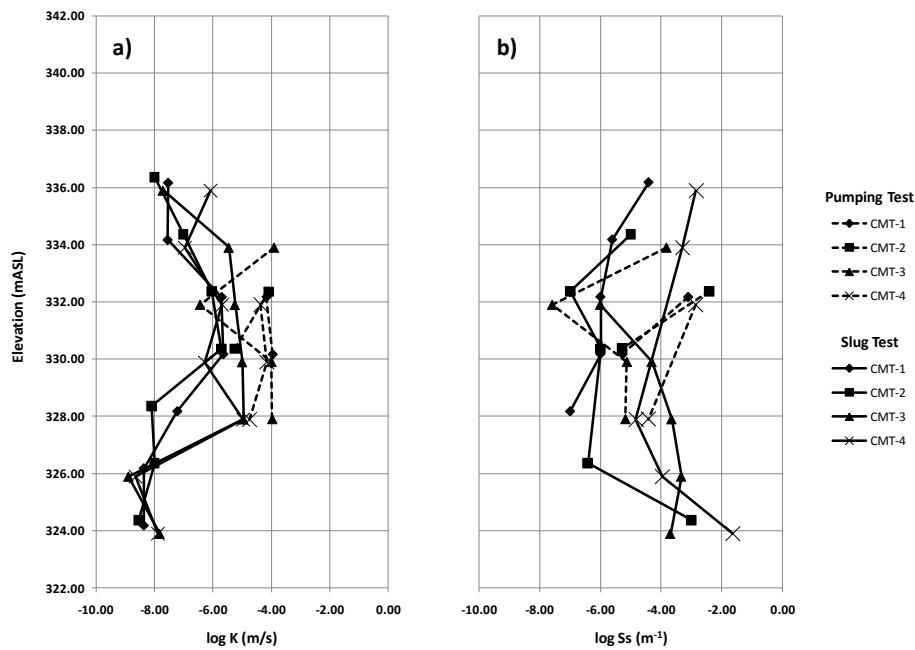 a)
b)
342.00
340.00
338.00
336.00
334.00
332.00
330.00
328.00
326.00
324.00
322.00
Elevation (mASL)
-10.00 -8.00 -6.00 -4.00 -2.00 0.00
log K (m/s)
-10.00 -8.00 -6.00 -4.00 -2.00 0.00
log Ss (m⁻¹)
Pumping Test
CMT-1
CMT-2
CMT-3
CMT-4
Slug Test
CMT-1
CMT-2
CMT-3
CMT-4